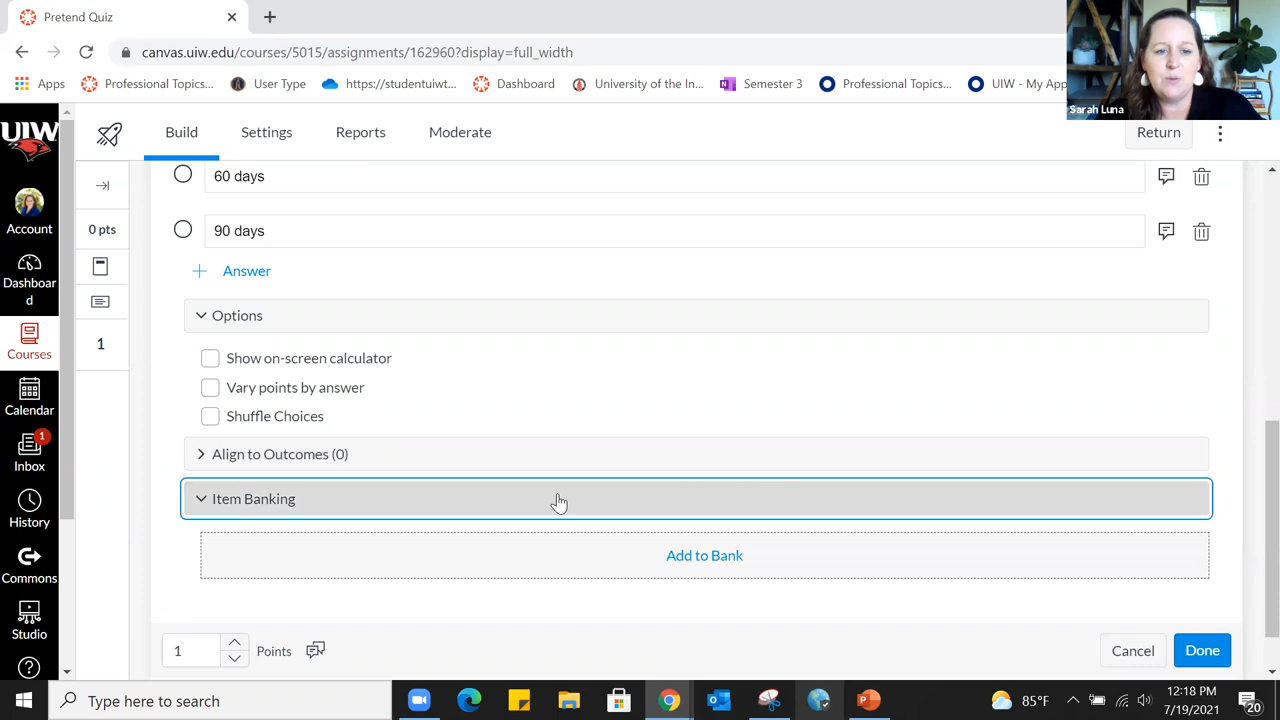 Pretend Quiz
canvas.uiw.edu/courses/5015/assignments/162960?display=full_width
Apps
Professional Topics...
User Type
https://studentuiwt...
Dashboard
University of the In...
Semester 3
Professional Topics...
UIW - My App
Sarah Luna
UIW
Build
Settings
Reports
Moderate
Return
60 days
Account
0 pts
90 days
Answer
Dashboar
d
Options
1
Courses
Show on-screen calculator
Vary points by answer
Calendar
Shuffle Choices
1
Align to Outcomes (0)
Inbox
Item Banking
History
Add to Bank
Commons
Studio
1
Points
Cancel
Done
Type here to search
85°F
12:18 PM
7/19/2021
20